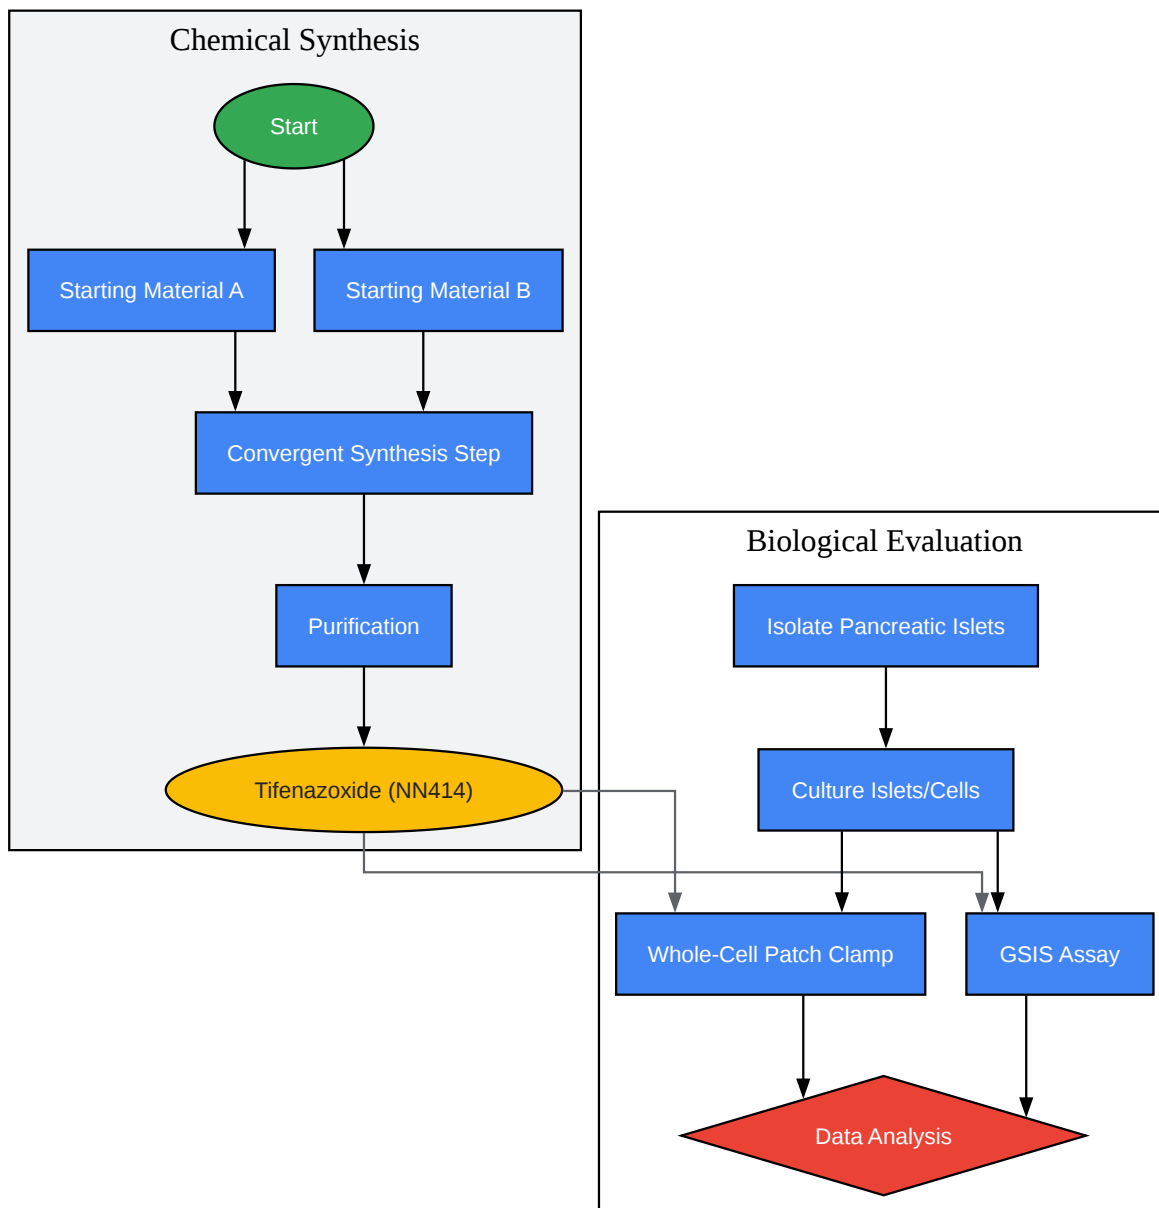 Chemical Synthesis
Start
Starting Material A
Starting Material B
Convergent Synthesis Step
Purification
Tifenazoxide (NN414)
Biological Evaluation
Isolate Pancreatic Islets
Culture Islets/Cells
Whole-Cell Patch Clamp
GSIS Assay
Data Analysis